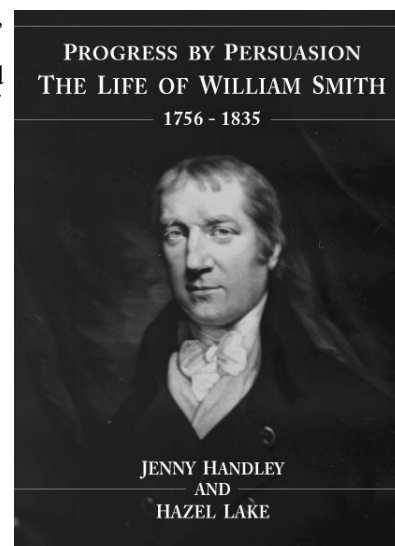 PROGRESS BY PERSUASION
THE LIFE OF WILLIAM SMITH
1756 - 1835
JENNY HANDLEY
AND
HAZEL LAKE